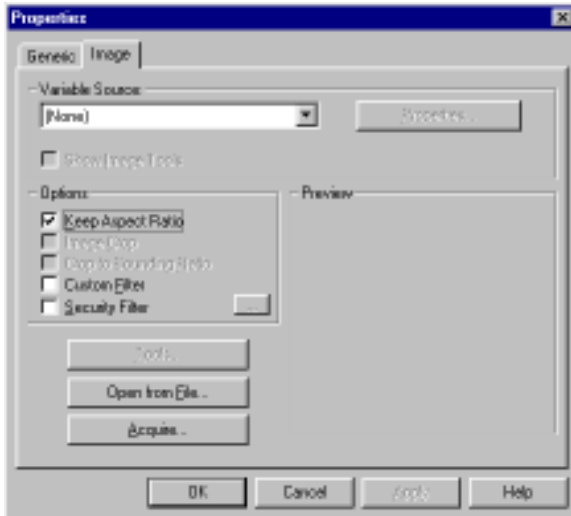 Properties
Generic Image
Variable Source
(None)
Properties...
Show Image Tools
Options
Keep Aspect Ratio
Image Crop
Crop to Bounding Ratio
Custom Filter
Security Filter
...
Preview
Tools...
Open from File...
Acquire...
OK Cancel Apply Help